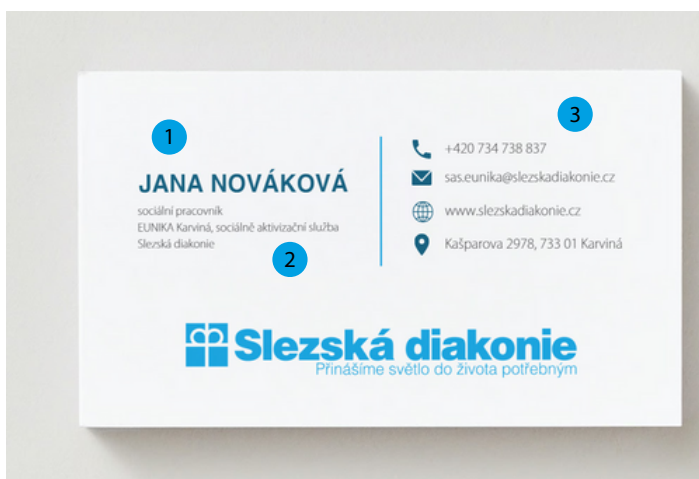 1
JANA NOVÁKOVÁ
sociální pracovník
EUNIKA Karviná, sociálně aktivizační služba
Slezská diakonie
2
3
+420 734 738 837
sas.eunika@slezskadiakonie.cz
www.slezskadiakonie.cz
Kašparova 2978, 733 01 Karviná
Slezská diakonie
Přinášíme světlo do života potřebným